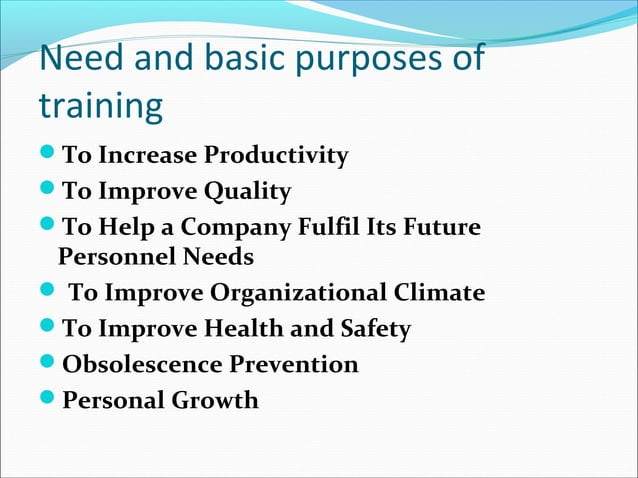 Need and basic purposes of
training
To Increase Productivity
To Improve Quality
To Help a Company Fulfil Its Future
Personnel Needs
To Improve Organizational Climate
To Improve Health and Safety
Obsolescence Prevention
Personal Growth